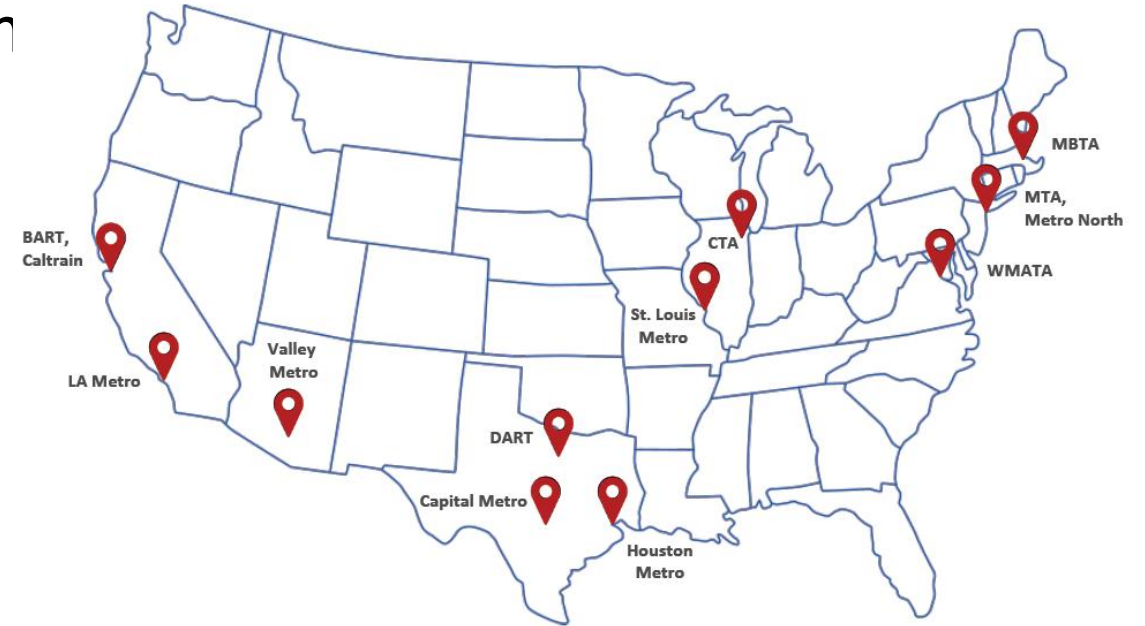 MBTA
MTA,
Metro North
BART,
Caltrain
CTA
WMATA
St. Louis
Metro
Valley
Metro
LA Metro
DART
Capital Metro
Houston
Metro